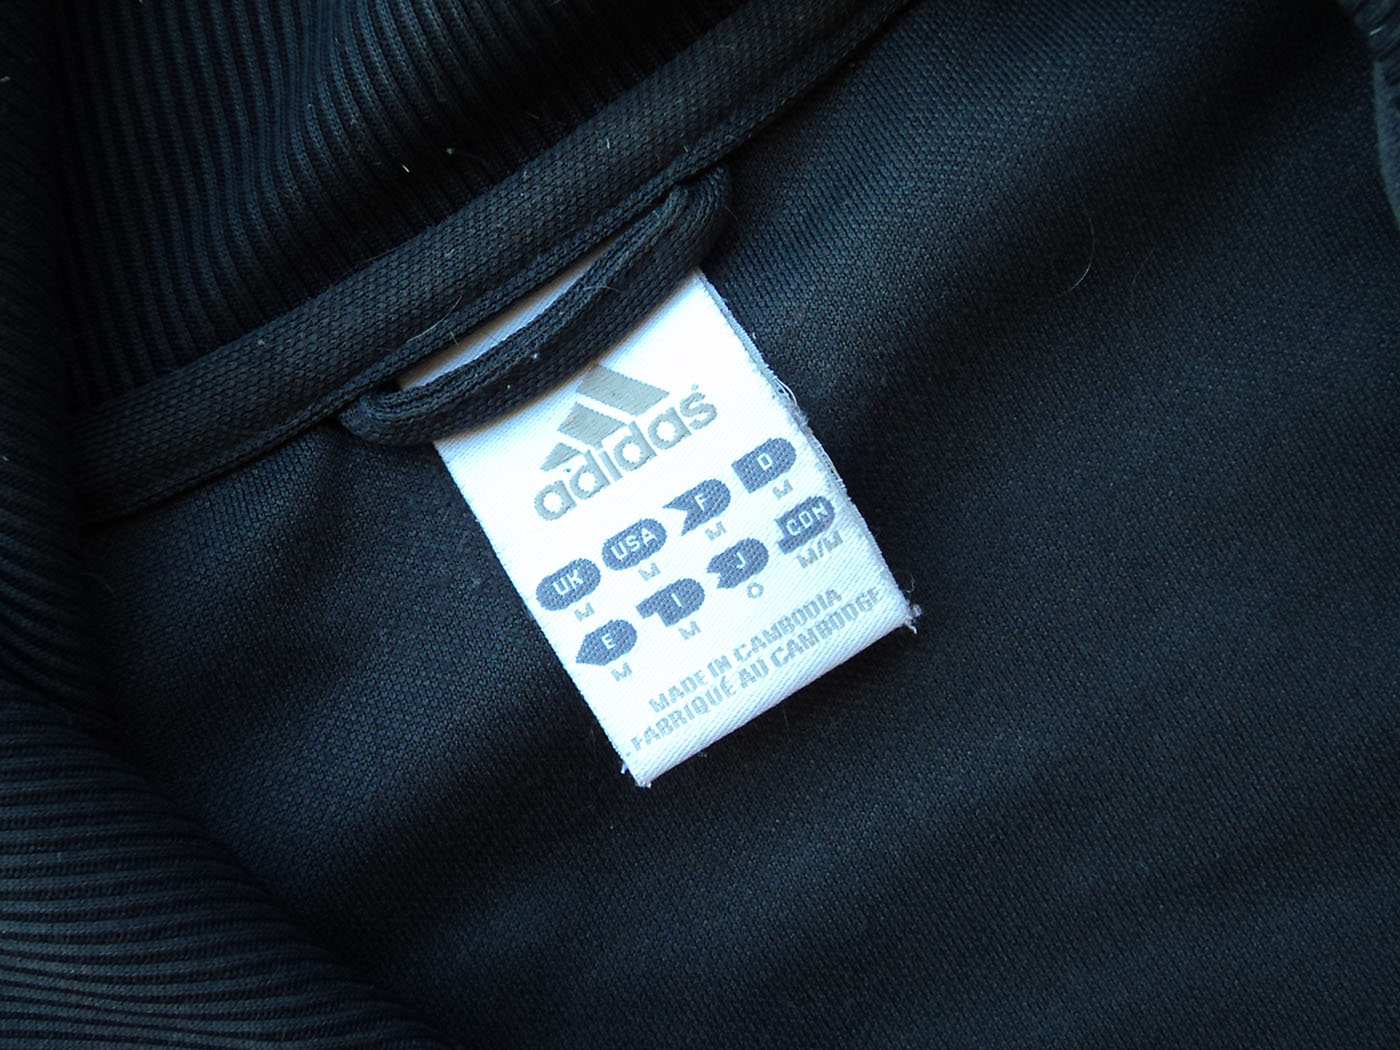 adidas
UK USA F D
M M M M
E I J CDN
M M O M/M
MADE IN CAMBODIA
FABRIQUÉ AU CAMBODGE